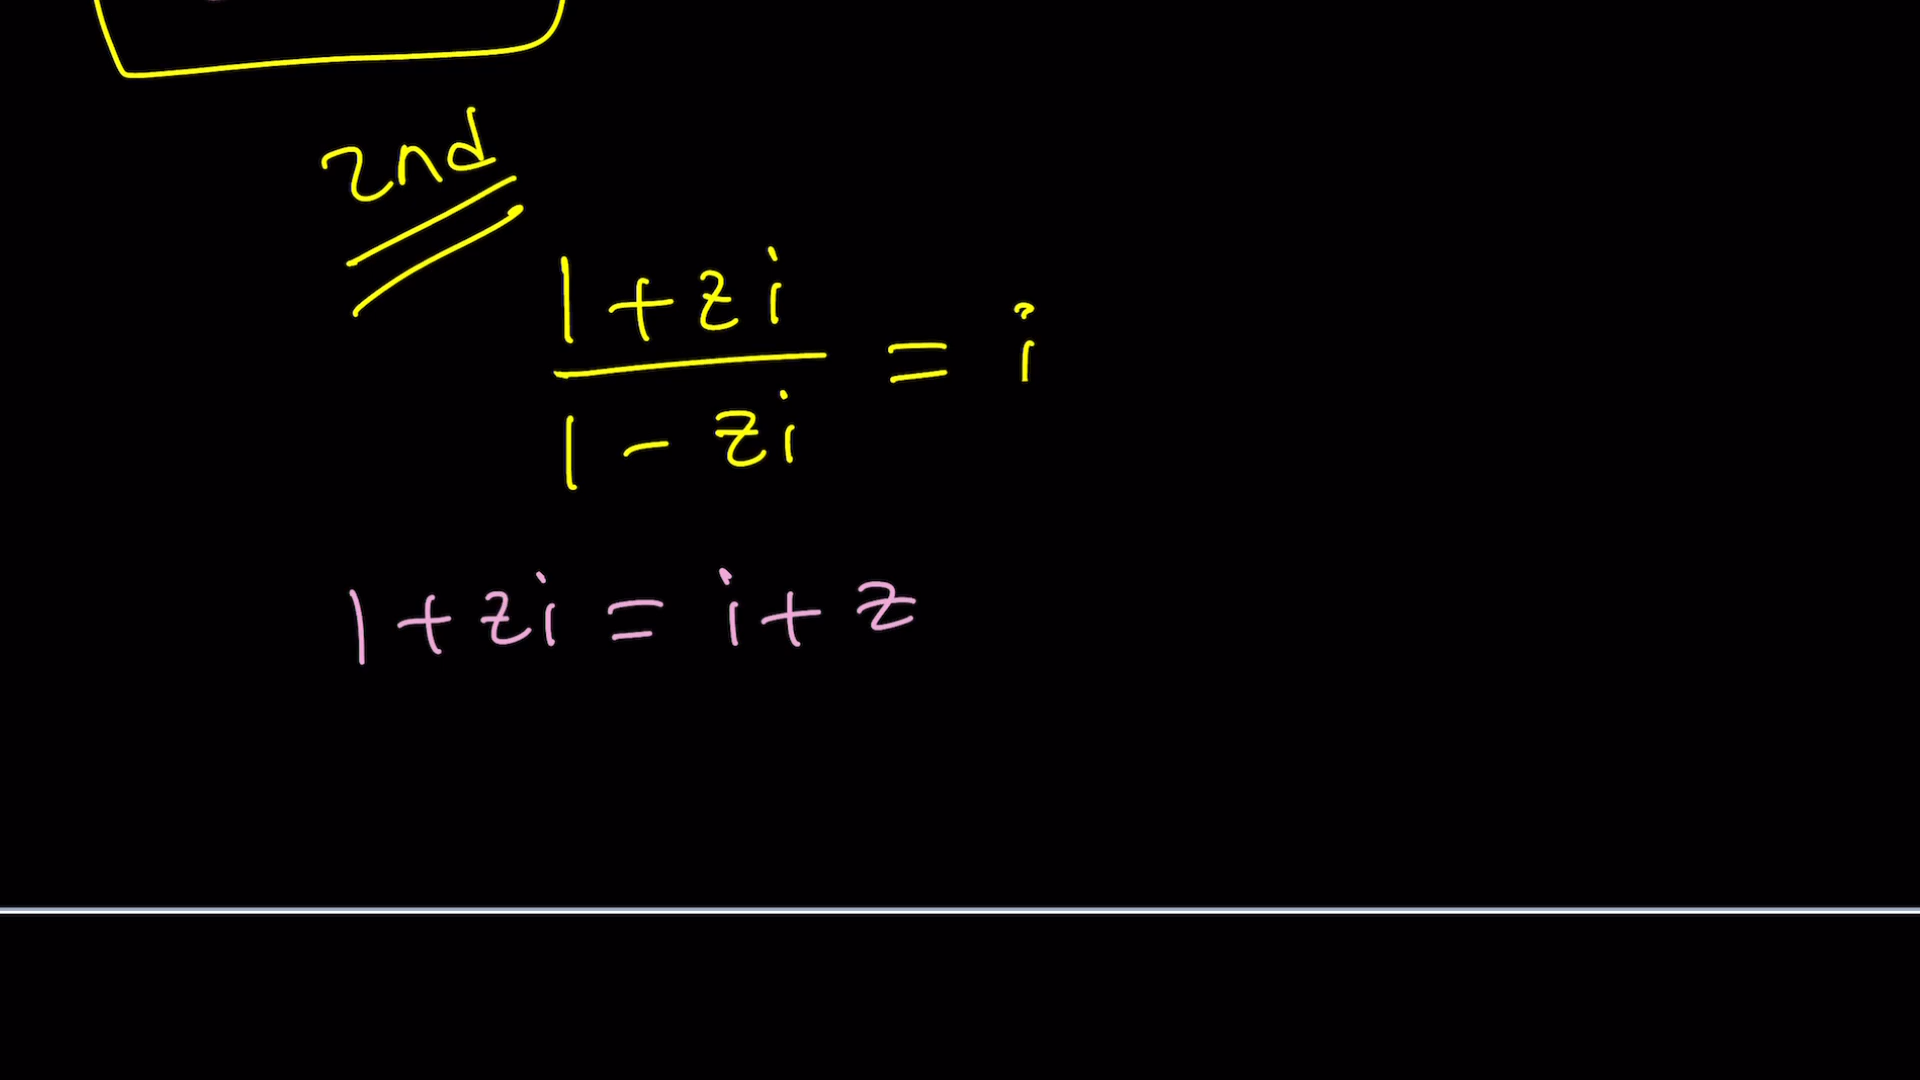 2nd
1+zi
= i
1-zi
1+zi = i+z